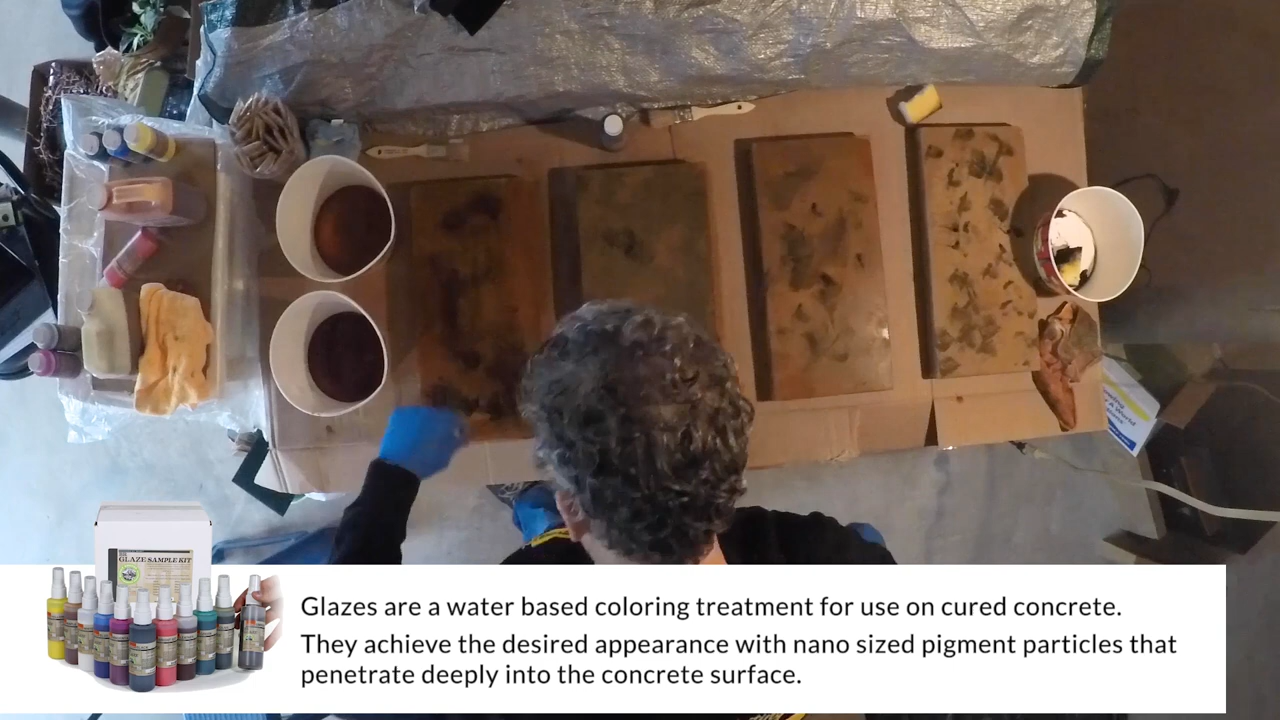 GLAZE SAMPLE KIT
Glazes are a water based coloring treatment for use on cured concrete.
They achieve the desired appearance with nano sized pigment particles that
penetrate deeply into the concrete surface.